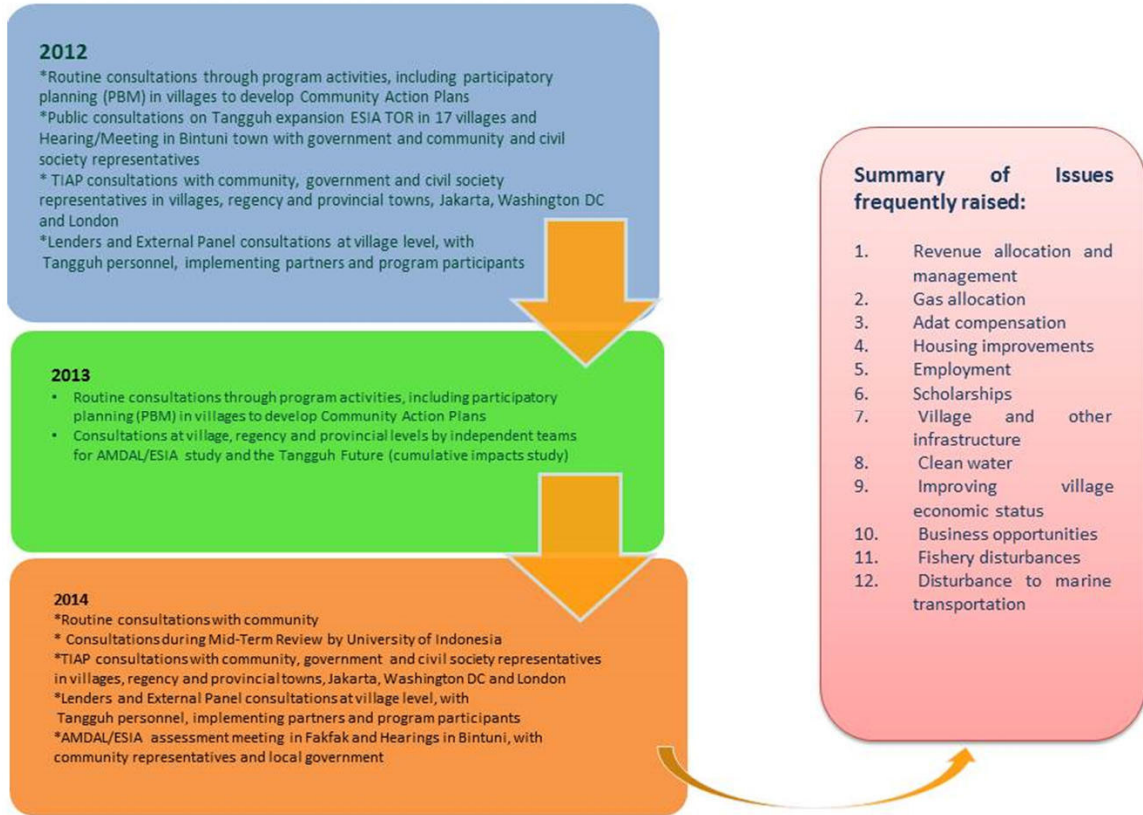 2012
*Routine consultations through program activities, including participatory
planning (PBM) in villages to develop Community Action Plans
*Public consultations on Tangguh expansion ESIA TOR in 17 villages and
Hearing/Meeting in Bintuni town with government and community and civil
society representatives
* TIAP consultations with community, government and civil society
representatives in villages, regency and provincial towns, Jakarta, Washington DC
and London
*Lenders and External Panel consultations at village level, with
Tangguh personnel, implementing partners and program participants
2013
• Routine consultations through program activities, including participatory
planning (PBM) in villages to develop Community Action Plans
• Consultations at village, regency and provincial levels by independent teams
for AMDAL/ESIA study and the Tangguh Future (cumulative impacts study)
2014
*Routine consultations with community
* Consultations during Mid-Term Review by University of Indonesia
*TIAP consultations with community, government and civil society representatives
in villages, regency and provincial towns, Jakarta, Washington DC and London
*Lenders and External Panel consultations at village level, with
Tangguh personnel, implementing partners and program participants
*AMDAL/ESIA assessment meeting in Fakfak and Hearings in Bintuni, with
community representatives and local government
Summary of Issues
frequently raised:
1. Revenue allocation and
management
2. Gas allocation
3. Adat compensation
4. Housing improvements
5. Employment
6. Scholarships
7. Village and other
infrastructure
8. Clean water
9. Improving village
economic status
10. Business opportunities
11. Fishery disturbances
12. Disturbance to marine
transportation